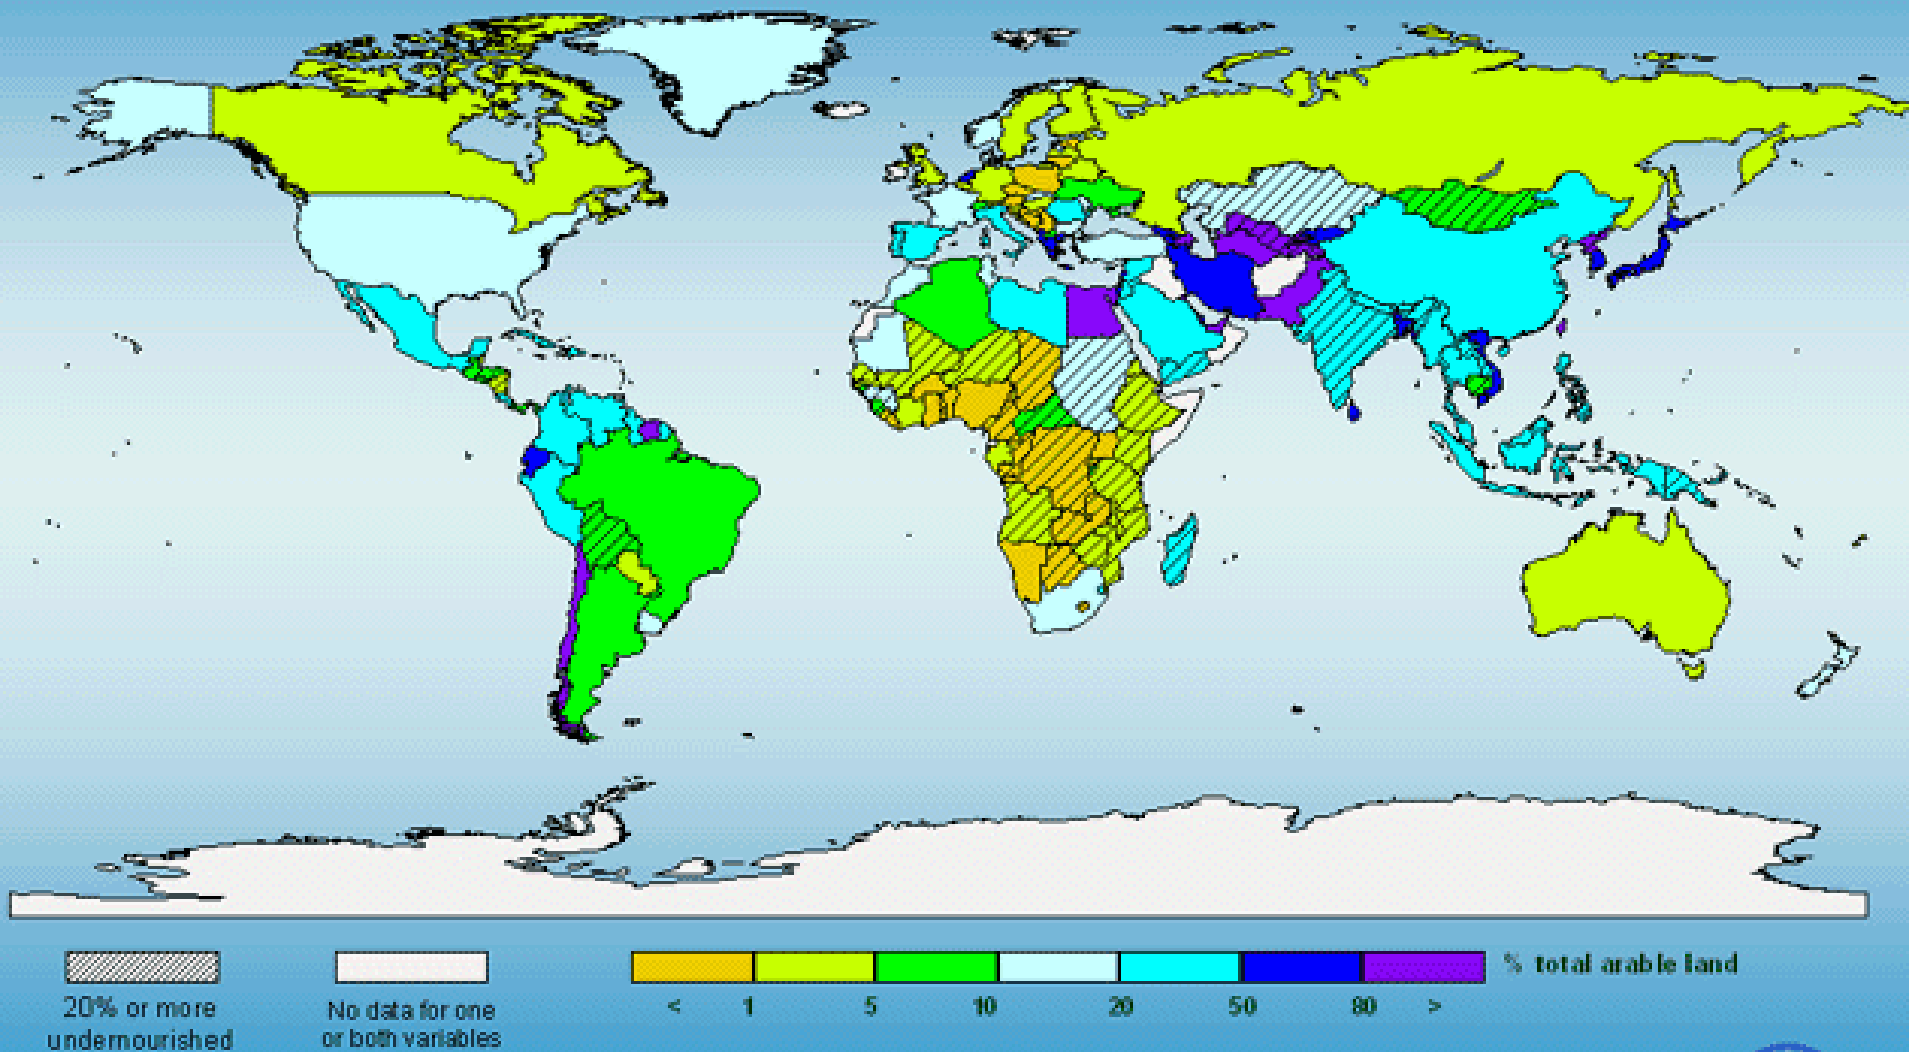 % total arable land
< 1 5 10 20 50 80 >
20% or more
undernourished
No data for one
or both variables